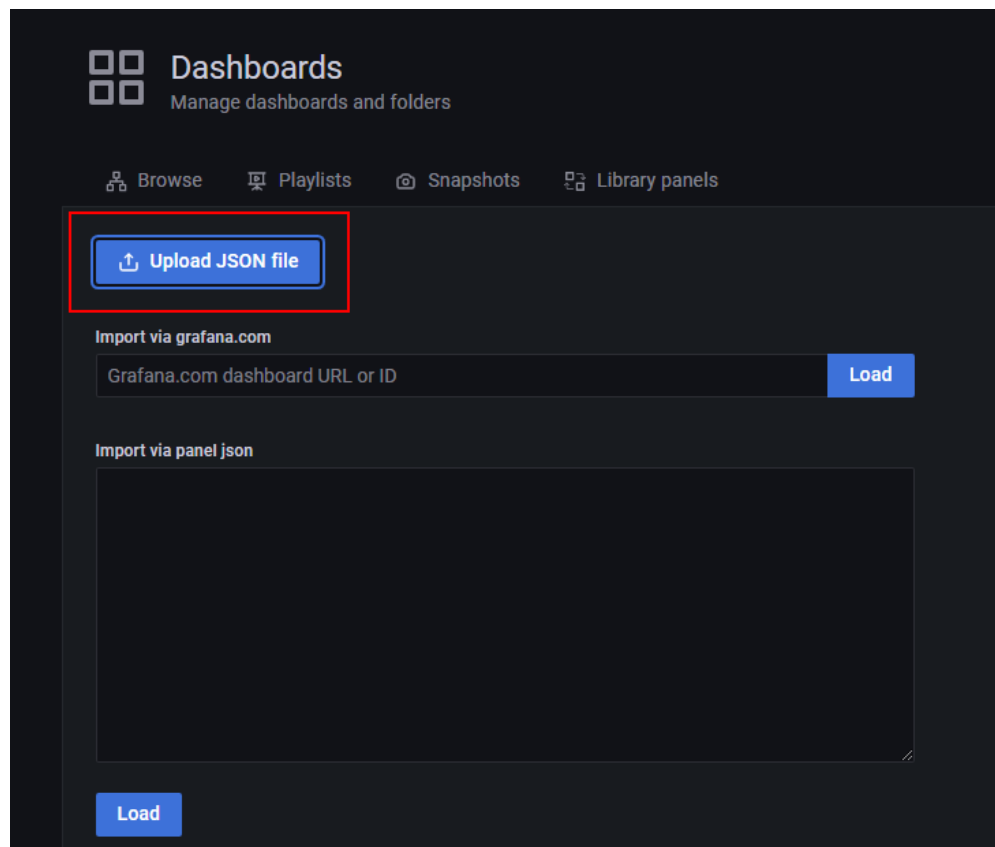 Dashboards
Manage dashboards and folders
Browse Playlists Snapshots Library panels
Upload JSON file
Import via grafana.com
Grafana.com dashboard URL or ID Load
Import via panel json
Load